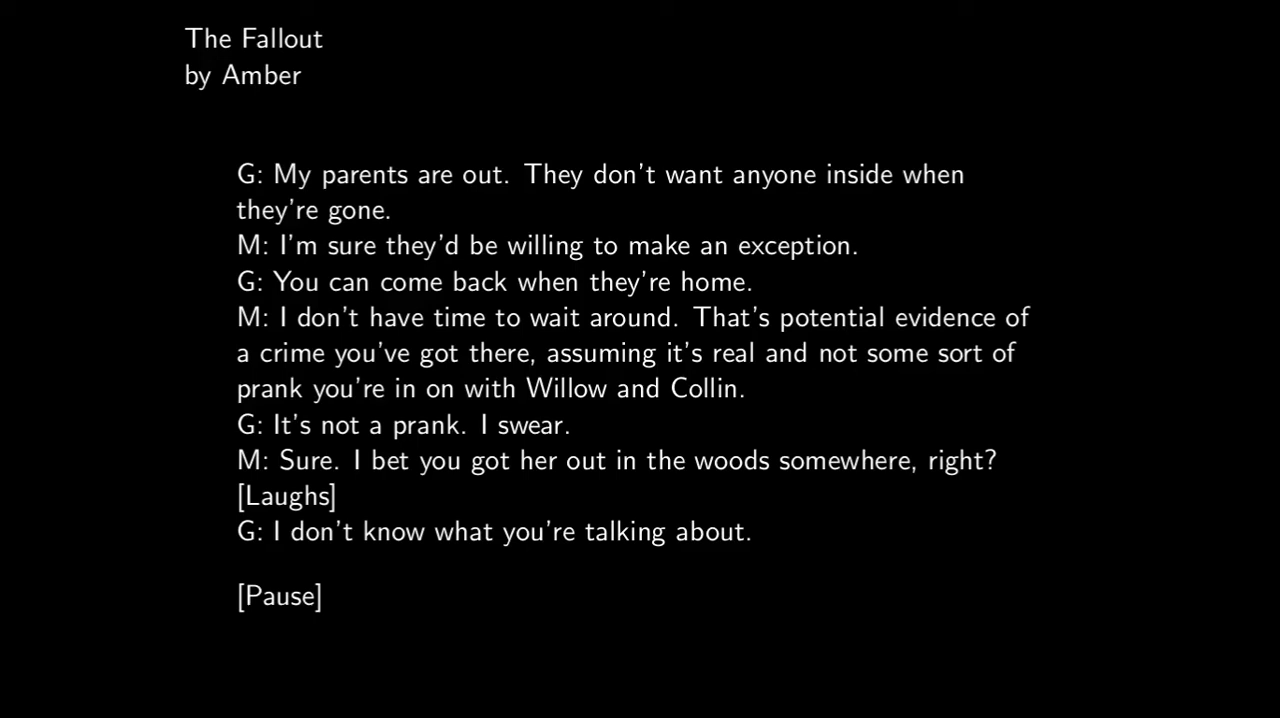 The Fallout
by Amber
G: My parents are out. They don't want anyone inside when
they're gone.
M: I'm sure they'd be willing to make an exception.
G: You can come back when they're home.
M: I don't have time to wait around. That's potential evidence of
a crime you've got there, assuming it's real and not some sort of
prank you're in on with Willow and Collin.
G: It's not a prank. I swear.
M: Sure. I bet you got her out in the woods somewhere, right?
[Laughs]
G: I don't know what you're talking about.
[Pause]